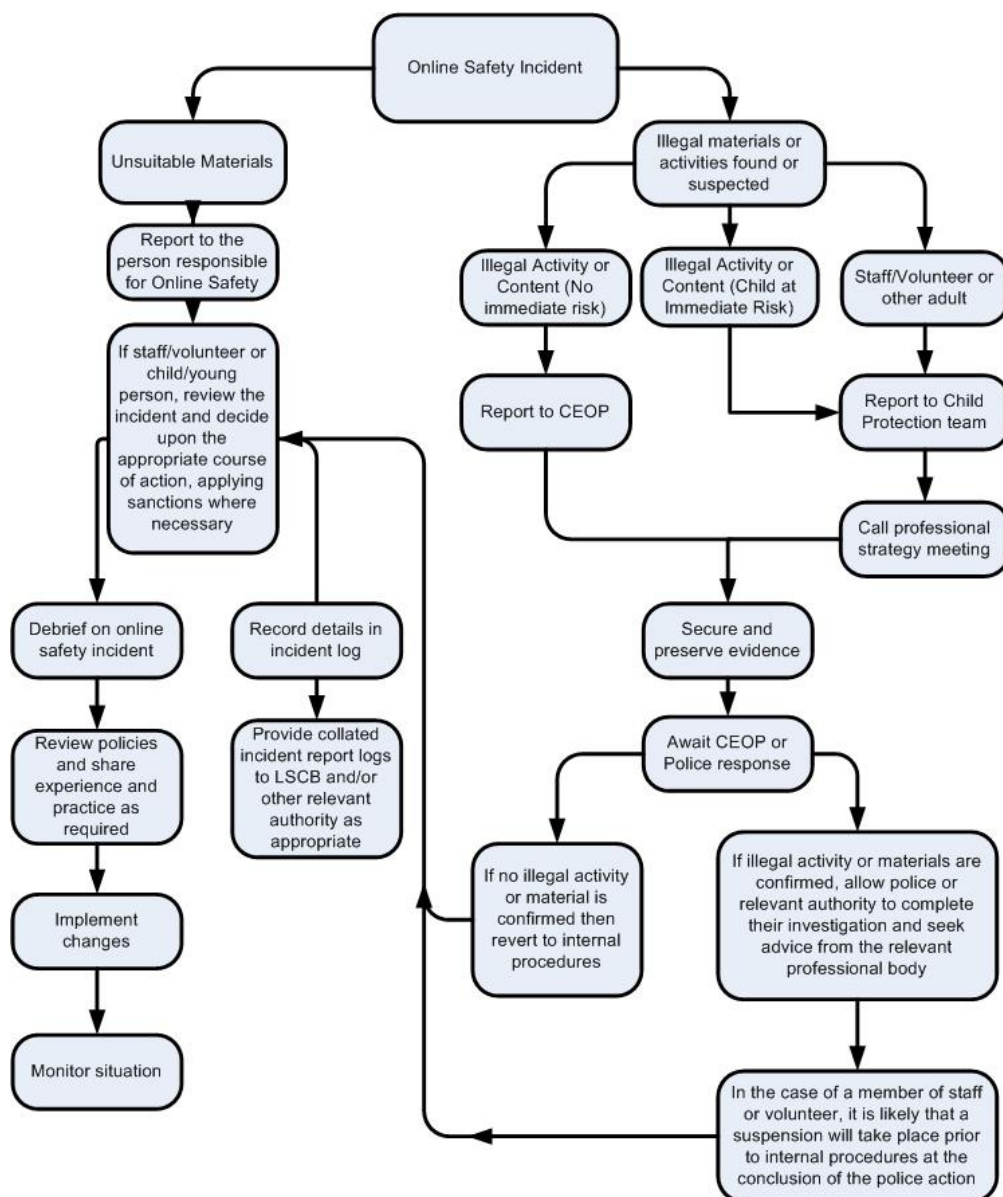 Online Safety Incident
Unsuitable Materials
Report to the
person responsible
for Online Safety
If staff/volunteer or
child/young
person, review the
incident and decide
upon the
appropriate course
of action, applying
sanctions where
necessary
Debrief on online
safety incident
Review policies
and share
experience and
practice as
required
Implement
changes
Monitor situation
Record details in
incident log
Provide collated
incident report logs
to LSCB and/or
other relevant
authority as
appropriate
Illegal materials or
activities found or
suspected
Illegal Activity or
Content (No
immediate risk)
Illegal Activity or
Content (Child at
Immediate Risk)
Staff/Volunteer or
other adult
Report to CEOP
Report to Child
Protection team
Call professional
strategy meeting
Secure and
preserve evidence
Await CEOP or
Police response
If no illegal activity
or material is
confirmed then
revert to internal
procedures
If illegal activity or materials are
confirmed, allow police or
relevant authority to complete
their investigation and seek
advice from the relevant
professional body
In the case of a member of staff
or volunteer, it is likely that a
suspension will take place prior
to internal procedures at the
conclusion of the police action